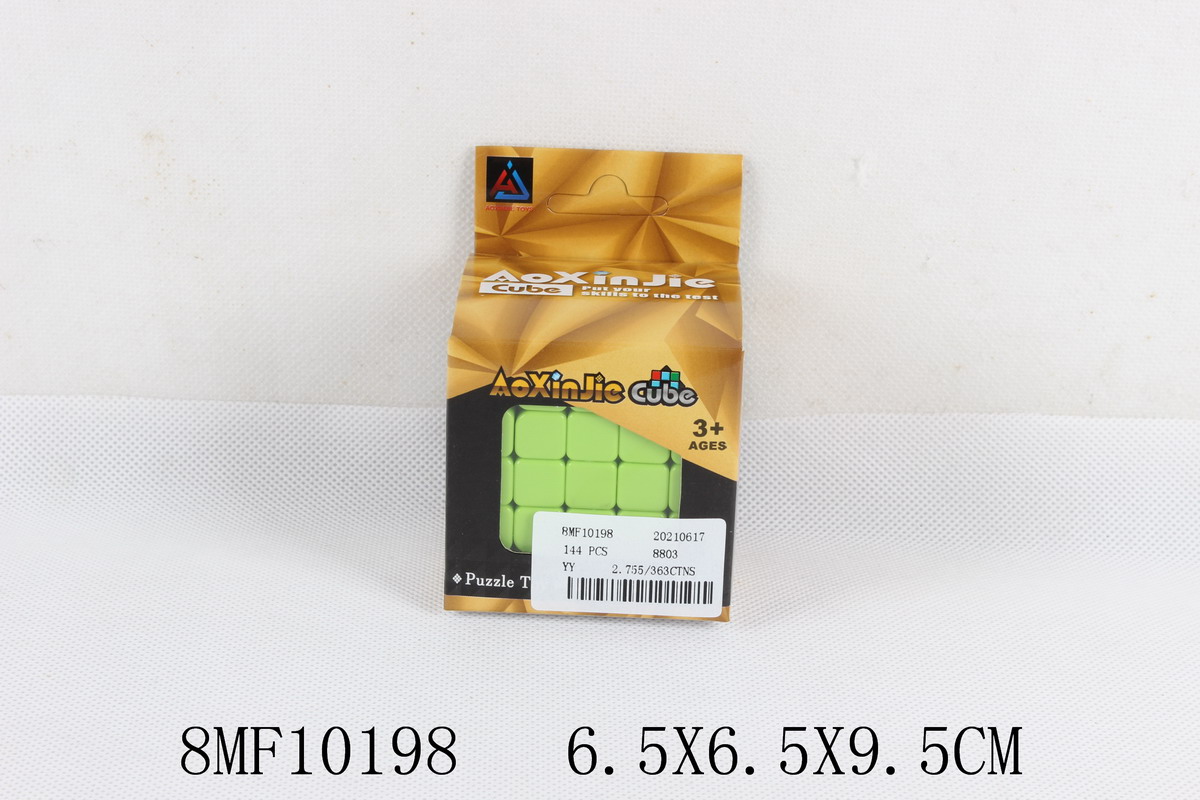 AoXinJie
Cube Put your
skills to the test
AoXinJie Cube
3+
AGES
8MF10198 20210617
144 PCS 8803
YY 2.755/363CTNS
Puzzle T
8MF10198 6.5X6.5X9.5CM